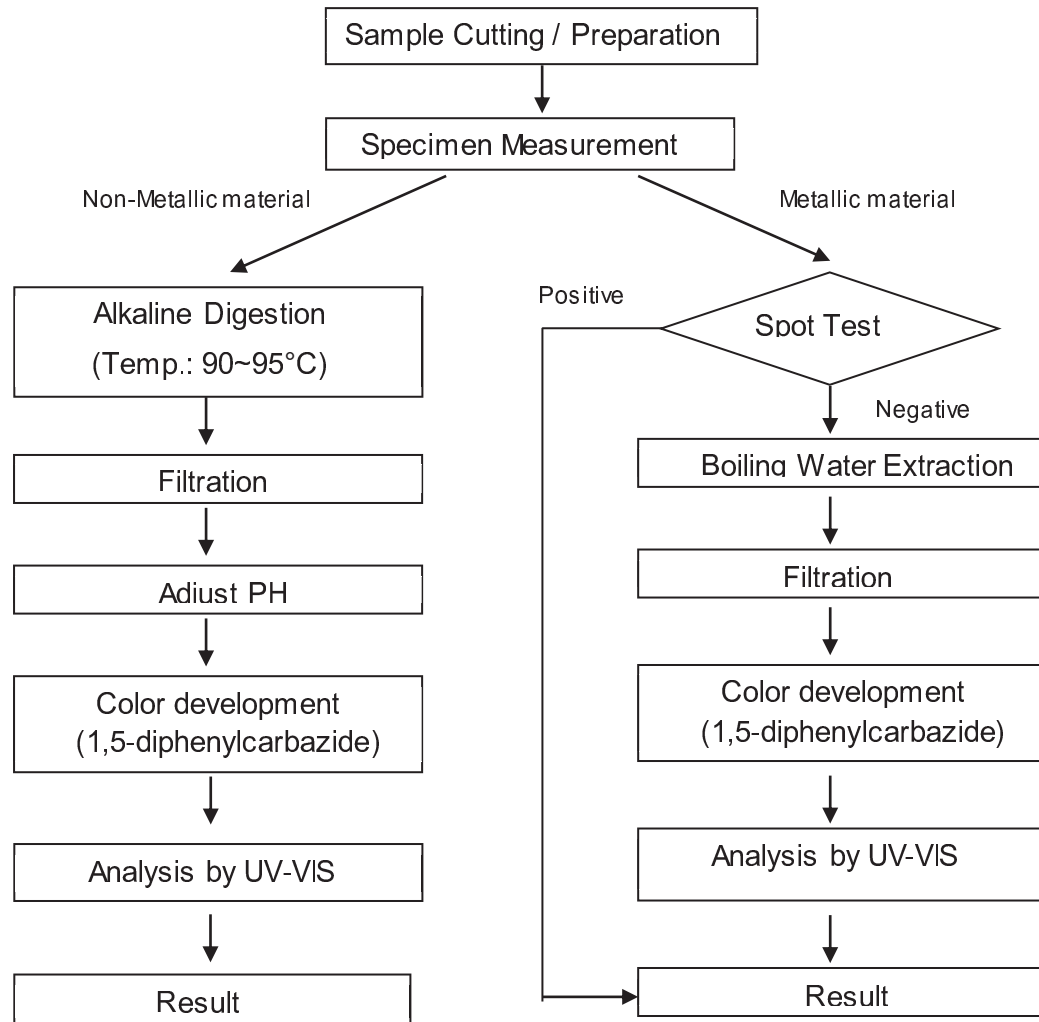 Sample Cutting / Preparation
Specimen Measurement
Non-Metallic material
Metallic material
Alkaline Digestion
(Temp.: 90~95°C)
Filtration
Adjust PH
Color development
(1,5-diphenylcarbazide)
Analysis by UV-VIS
Result
Positive
Spot Test
Negative
Boiling Water Extraction
Filtration
Color development
(1,5-diphenylcarbazide)
Analysis by UV-VIS
Result